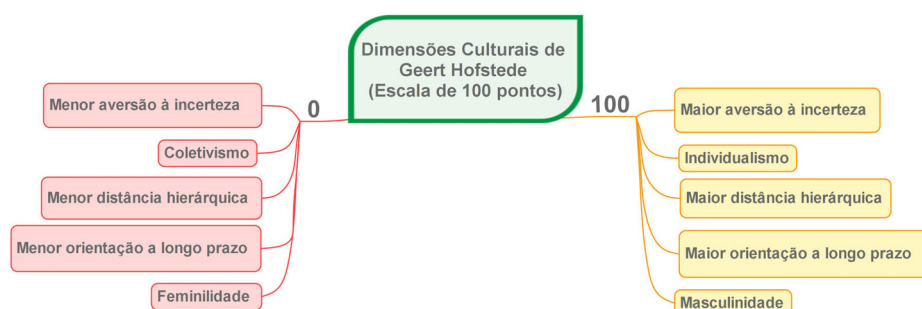 Dimensões Culturais de
Geert Hofstede
(Escala de 100 pontos)
0
Menor aversão à incerteza
Coletivismo
Menor distância hierárquica
Menor orientação a longo prazo
Feminilidade
100
Maior aversão à incerteza
Individualismo
Maior distância hierárquica
Maior orientação a longo prazo
Masculinidade